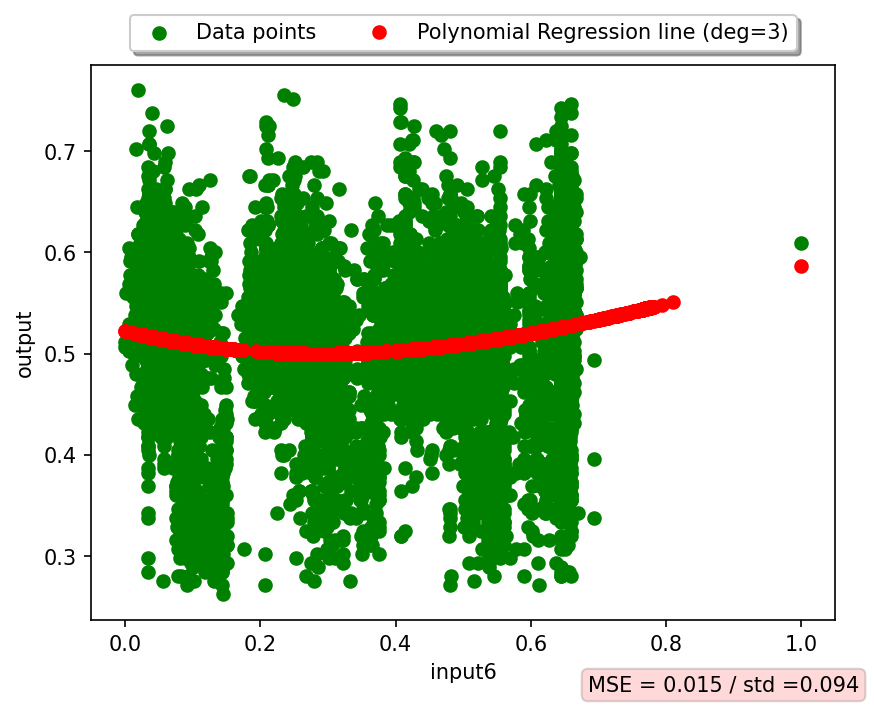 Data points Polynomial Regression line (deg=3)
0.7
0.6
0.5
0.4
0.3
output
0.0 0.2 0.4 0.6 0.8 1.0
input6
MSE = 0.015 / std =0.094